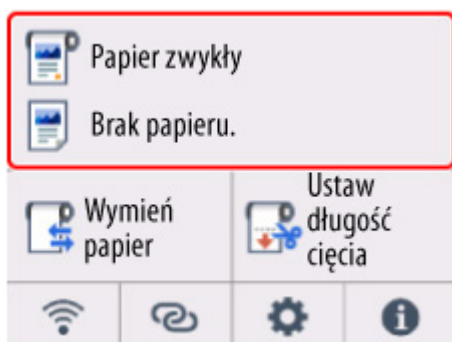 Papier zwykły
Brak papieru.
Wymień
papier
Ustaw
długość
cięcia